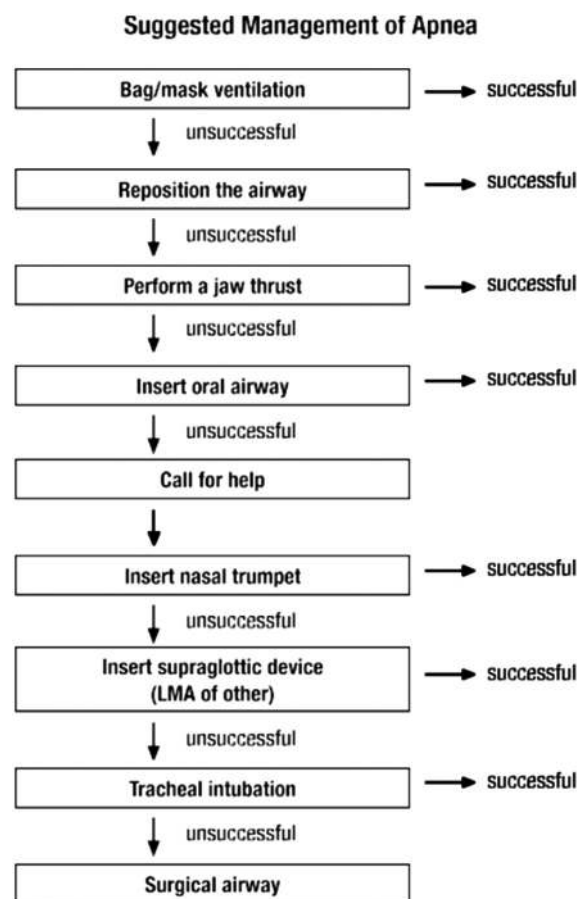 Suggested Management of Apnea
Bag/mask ventilation
successful
unsuccessful
Reposition the airway
successful
unsuccessful
Perform a jaw thrust
successful
unsuccessful
Insert oral airway
successful
unsuccessful
Call for help
Insert nasal trumpet
successful
unsuccessful
Insert supraglottic device
(LMA of other)
successful
unsuccessful
Tracheal intubation
successful
unsuccessful
Surgical airway